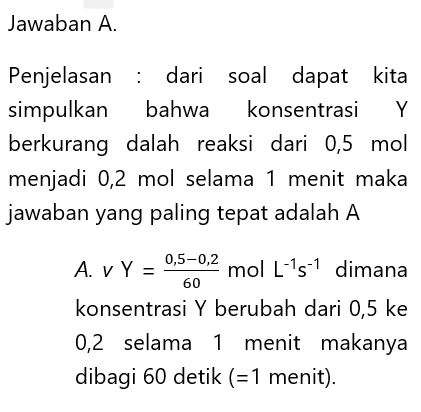 Jawaban A.
Penjelasan : dari soal dapat kita
simpulkan bahwa konsentrasi Y
berkurang dalah reaksi dari 0,5 mol
menjadi 0,2 mol selama 1 menit maka
jawaban yang paling tepat adalah A
A. v Y = \frac{0,5−0,2}{60} mol L⁻¹s⁻¹ dimana
konsentrasi Y berubah dari 0,5 ke
0,2 selama 1 menit makanya
dibagi 60 detik (=1 menit).